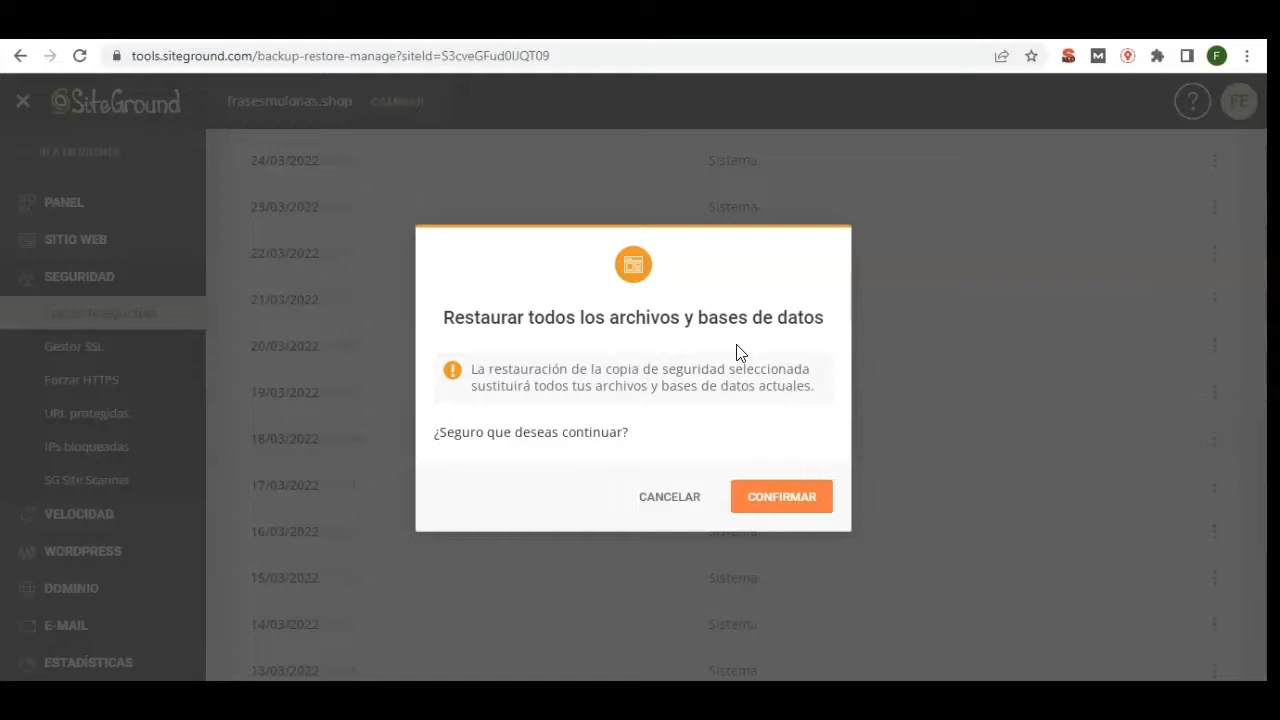 tools.siteground.com/backup-restore-manage?siteId=S3cveGFud0lJQT09
F
SiteGround
frasesmolonas.shop
CAMBIAR
?
FE
PANEL
SITIO WEB
SEGURIDAD
Gestor SSL
Forzar HTTPS
URL protegidas
IPs bloqueadas
SG Site Scanner
VELOCIDAD
WORDPRESS
DOMINIO
E-MAIL
ESTADÍSTICAS
24/03/2022 Sistema
23/03/2022 Sistema
22/03/2022
21/03/2022
20/03/2022
19/03/2022
18/03/2022
17/03/2022
16/03/2022 Sistema
15/03/2022 Sistema
14/03/2022 Sistema
13/03/2022 Sistema
Restaurar todos los archivos y bases de datos
La restauración de la copia de seguridad seleccionada
sustituirá todos tus archivos y bases de datos actuales.
¿Seguro que deseas continuar?
CANCELAR CONFIRMAR